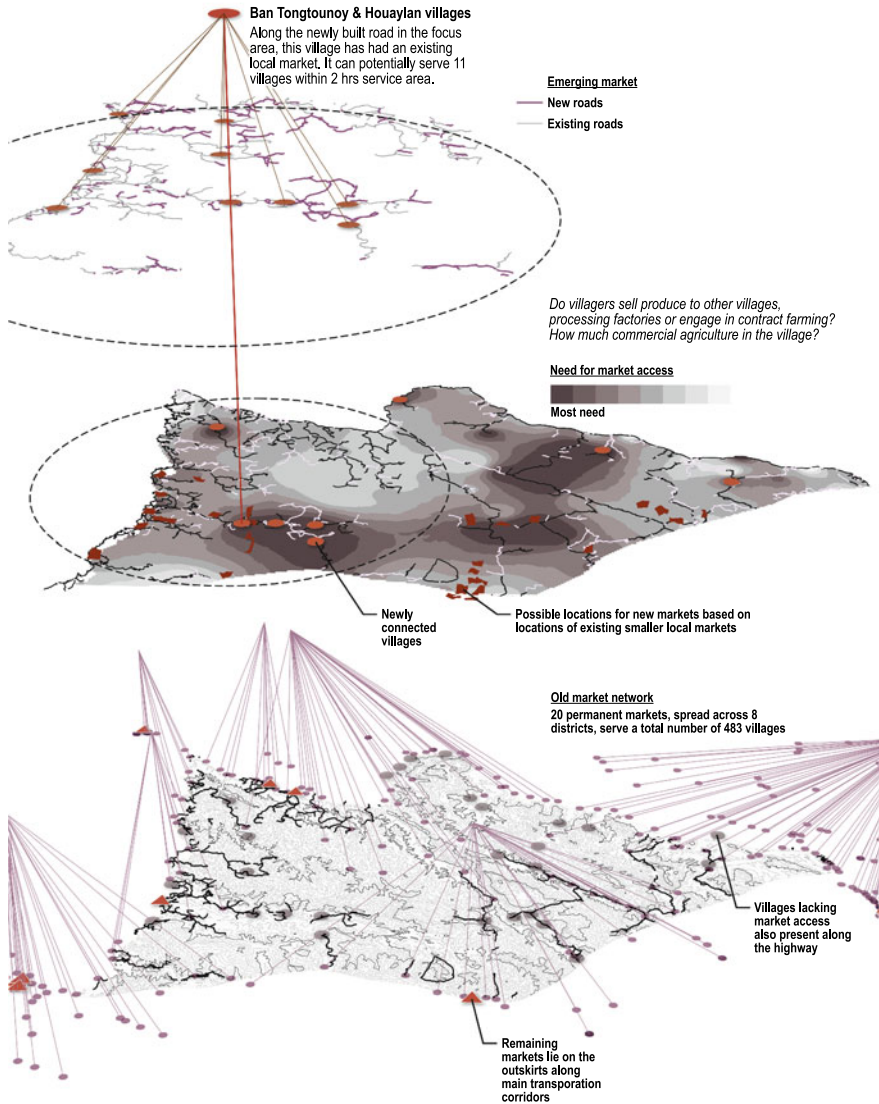 Ban Tongtounoy & Houaylan villages
Along the newly built road in the focus
area, this village has had an existing
local market. It can potentially serve 11
villages within 2 hrs service area.
Emerging market
New roads
Existing roads
Do villagers sell produce to other villages,
processing factories or engage in contract farming?
How much commercial agriculture in the village?
Need for market access
Most need
Newly
connected
villages
Possible locations for new markets based on
locations of existing smaller local markets
Old market network
20 permanent markets, spread across 8
districts, serve a total number of 483 villages
Villages lacking
market access
also present along
the highway
Remaining
markets lie on the
outskirts along
main transporation
corridors